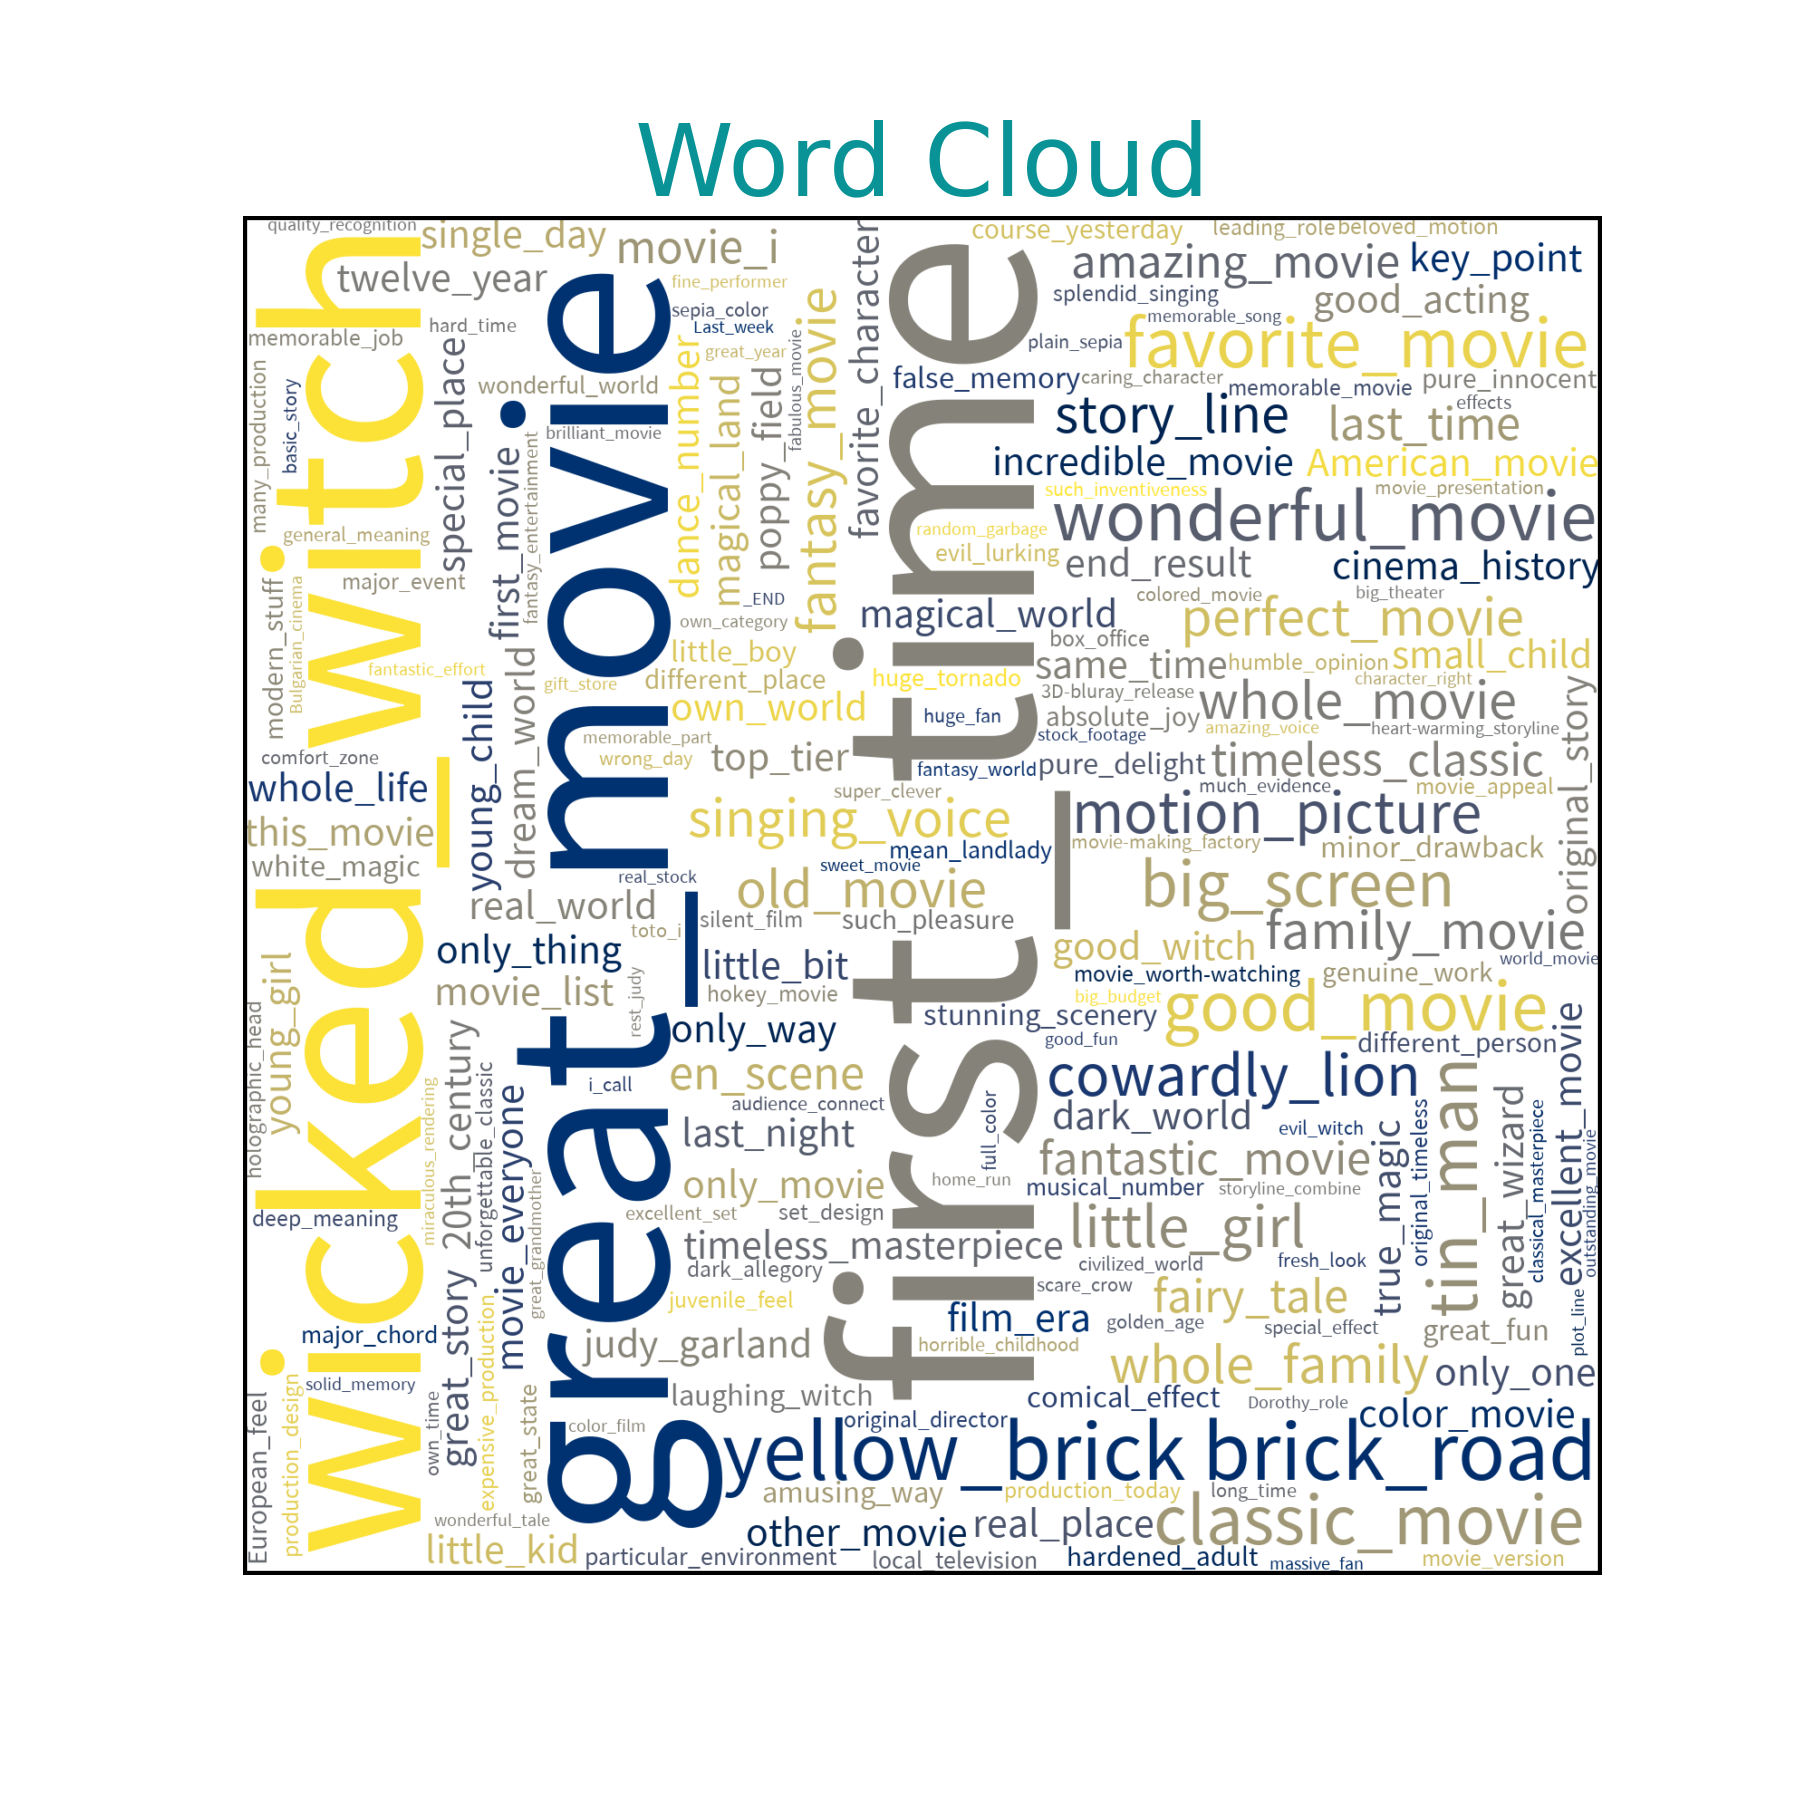 Word Cloud
quality_recognition
single_day
movie_i
course_yesterday
leading_role
beloved_motion
twelve_year
fine_performer
favorite_character
amazing_movie
key_point
sepia_color
splendid_singing
good_acting
memorable_job
hard_time
Last_week
memorable_song
great_year
fabulous_movie
plain_sepia
favorite_movie
wicked_witch
great_movie
first_time
many_production
basic_story
special_place
wonderful_world
first_movie
brilliant_movie
fantasy_entertainment
dance_number
magical_land
poppy_field
fantasy_movie
false_memory
caring_character
memorable_movie
pure_innocent
effects
story_line
last_time
incredible_movie
American_movie
such_inventiveness
movie_presentation
random_garbage
wonderful_movie
evil_lurking
general_meaning
end_result
cinema_history
major_event
_END
colored_movie
big_theater
modern_stuff
Bulgarian_cinema
own_category
magical_world
perfect_movie
box_office
little_boy
same_time
humble_opinion
small_child
fantastic_effort
gift_store
different_place
huge_tornado
character_right
3D-bluray_release
whole_movie
original_story
young_child
dream_world
own_world
huge_fan
absolute_joy
amazing_voice
heart-warming_storyline
memorable_part
stock_footage
comfort_zone
wrong_day
top_tier
fantasy_world
pure_delight
timeless_classic
whole_life
super_clever
much_evidence
movie_appeal
this_movie
singing_voice
motion_picture
mean_landlady
movie-making_factory
minor_drawback
white_magic
sweet_movie
real_stock
old_movie
big_screen
real_world
silent_film
such_pleasure
toto_i
family_movie
only_thing
good_witch
world_movie
little_bit
movie_worth-watching
genuine_work
young_girl
movie_list
hokey_movie
rest_judy
big_budget
good_movie
holographic_head
only_way
stunning_scenery
good_fun
different_person
20th_century
unforgettable_classic
miraculous_rendering
en_scene
i_call
cowardly_lion
tin_man
excellent_movie
movie_everyone
audience_connect
full_color
dark_world
great_wizard
last_night
evil_witch
original_timeless
classical_masterpiece
outstanding_movie
true_magic
fantastic_movie
great_grandmother
only_movie
home_run
musical_number
storyline_combine
deep_meaning
excellent_set
set_design
little_girl
timeless_masterpiece
dark_allegory
civilized_world
fresh_look
scare_crow
great_story
expensive_production
juvenile_feel
fairy_tale
film_era
golden_age
special_effect
great_fun
plot_line
major_chord
judy_garland
horrible_childhood
whole_family
only_one
solid_memory
production_design
European_feel
own_time
great_state
laughing_witch
comical_effect
Dorothy_role
color_film
original_director
color_movie
yellow_brick
brick_road
amusing_way
production_today
long_time
wonderful_tale
other_movie
real_place
classic_movie
little_kid
particular_environment
local_television
hardened_adult
massive_fan
movie_version